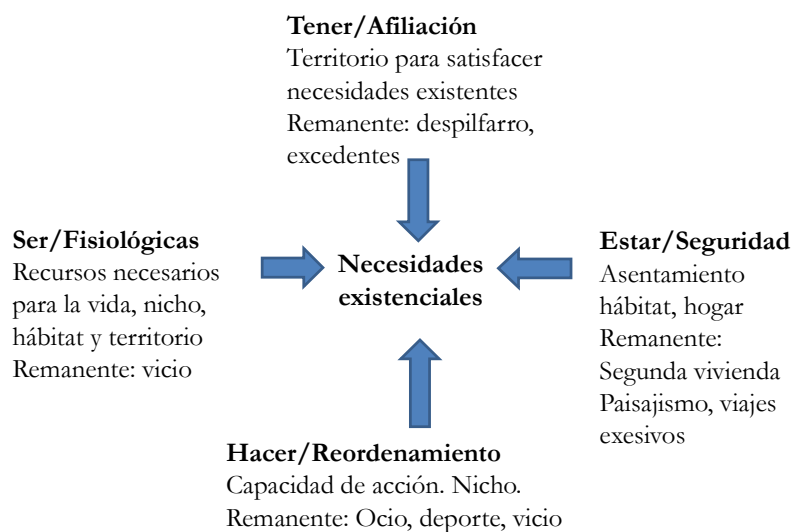 Tener/Afiliación
Territorio para satisfacer
necesidades existentes
Remanente: despilfarro,
excedentes
Ser/Fisiológicas
Recursos necesarios
para la vida, nicho,
hábitat y territorio
Remanente: vicio
Necesidades
existenciales
Estar/Seguridad
Asentamiento
hábitat, hogar
Remanente:
Segunda vivienda
Paisajismo, viajes
exesivos
Hacer/Reordenamiento
Capacidad de acción. Nicho.
Remanente: Ocio, deporte, vicio